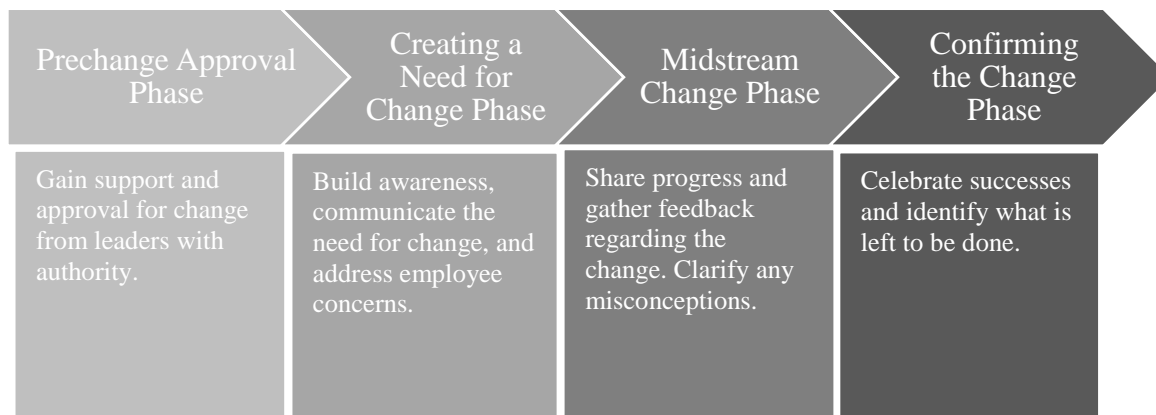 Prechange Approval
Phase
Creating a
Need for
Change Phase
Midstream
Change Phase
Confirming
the Change
Phase
Gain support and
approval for change
from leaders with
authority.
Build awareness,
communicate the
need for change, and
address employee
concerns.
Share progress and
gather feedback
regarding the
change. Clarify any
misconceptions.
Celebrate successes
and identify what is
left to be done.